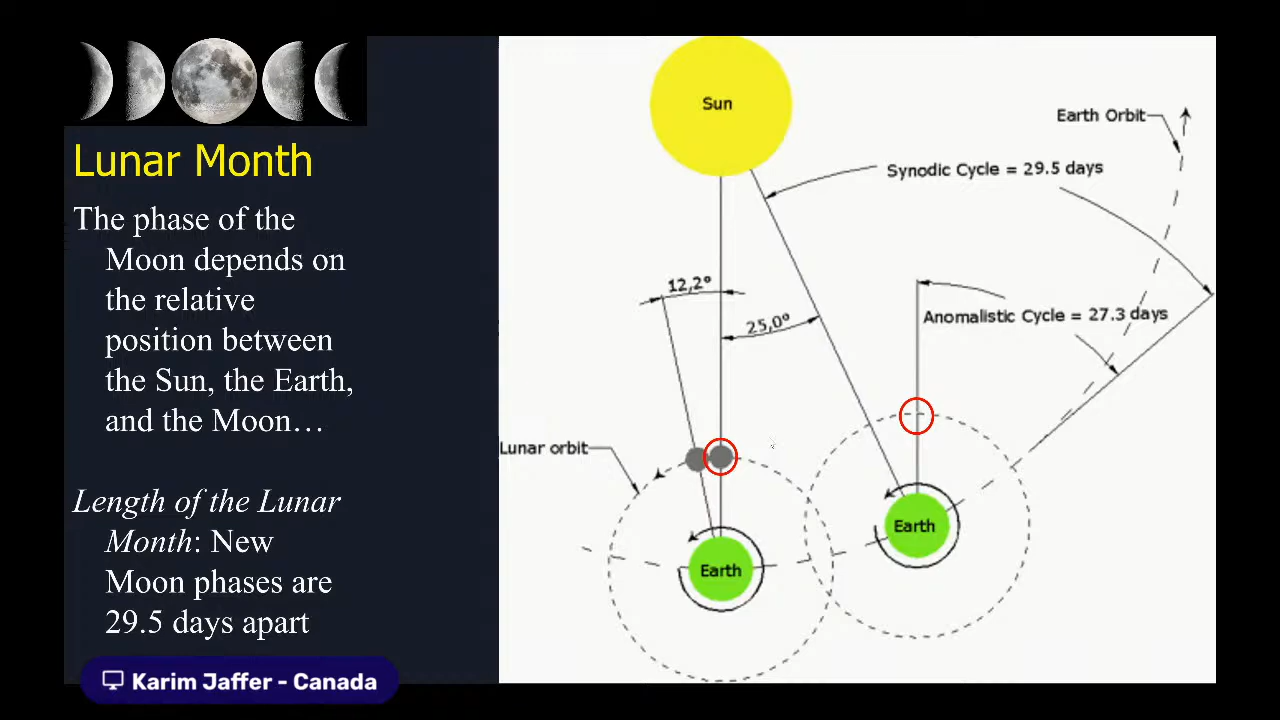 Lunar Month
The phase of the
Moon depends on
the relative
position between
the Sun, the Earth,
and the Moon…
Length of the Lunar
Month: New
Moon phases are
29.5 days apart
Karim Jaffer - Canada
Sun
Earth Orbit
Synodic Cycle = 29.5 days
12,2º
25,0º
Anomalistic Cycle = 27.3 days
Lunar orbit
Earth
Earth